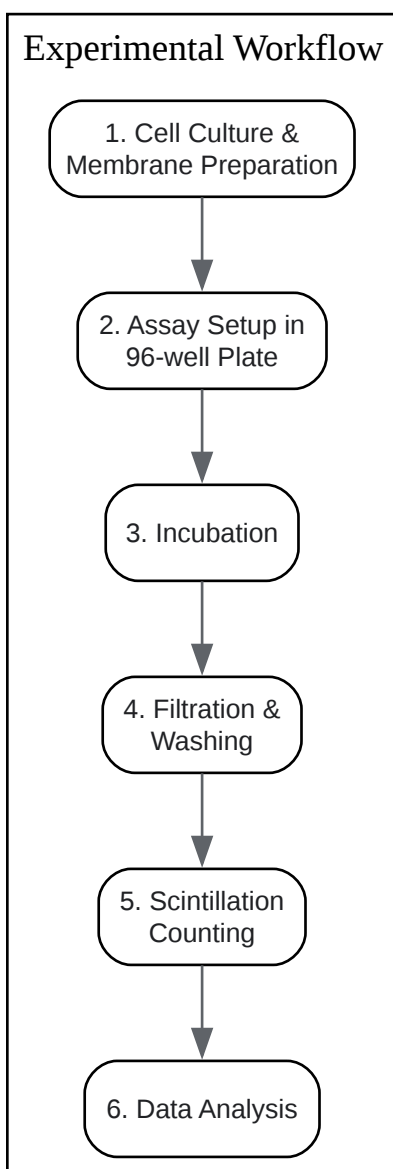 Experimental Workflow
1. Cell Culture &
Membrane Preparation
2. Assay Setup in
96-well Plate
3. Incubation
4. Filtration &
Washing
5. Scintillation
Counting
6. Data Analysis